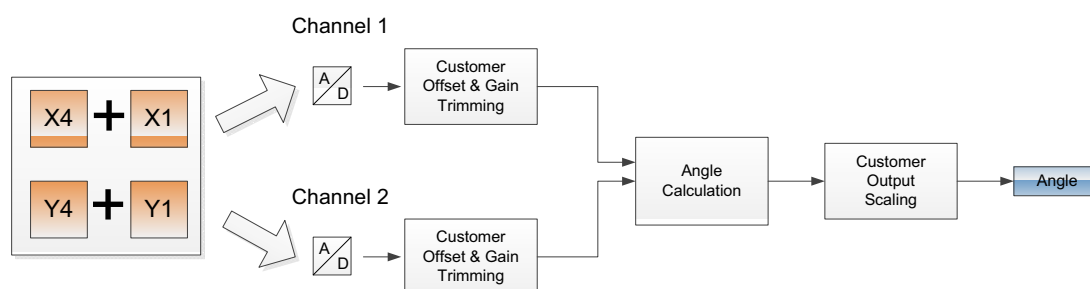 Channel 1
A
D
Customer
Offset & Gain
Trimming
X4 + X1
Y4 + Y1
Channel 2
A
D
Customer
Offset & Gain
Trimming
Angle
Calculation
Customer
Output
Scaling
Angle